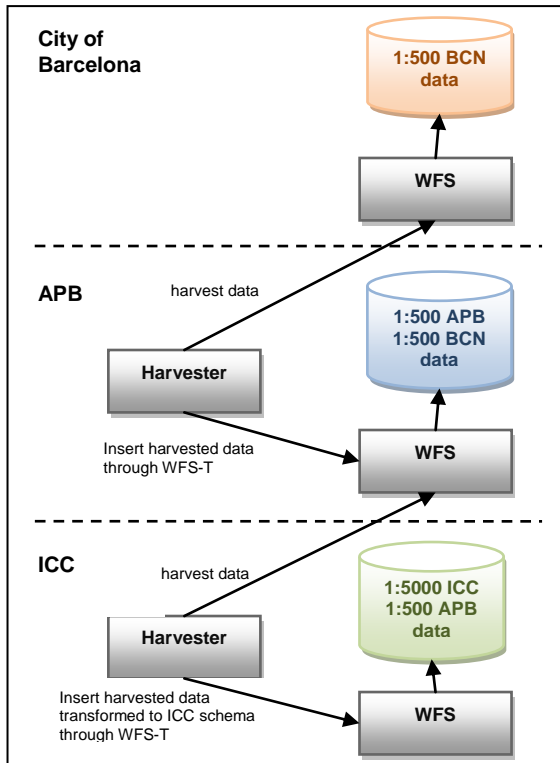 City of
Barcelona
1:500 BCN
data
WFS
APB
harvest data
1:500 APB
1:500 BCN
data
Harvester
Insert harvested data
through WFS-T
WFS
ICC
harvest data
1:5000 ICC
1:500 APB
data
Harvester
Insert harvested data
transformed to ICC schema
through WFS-T
WFS